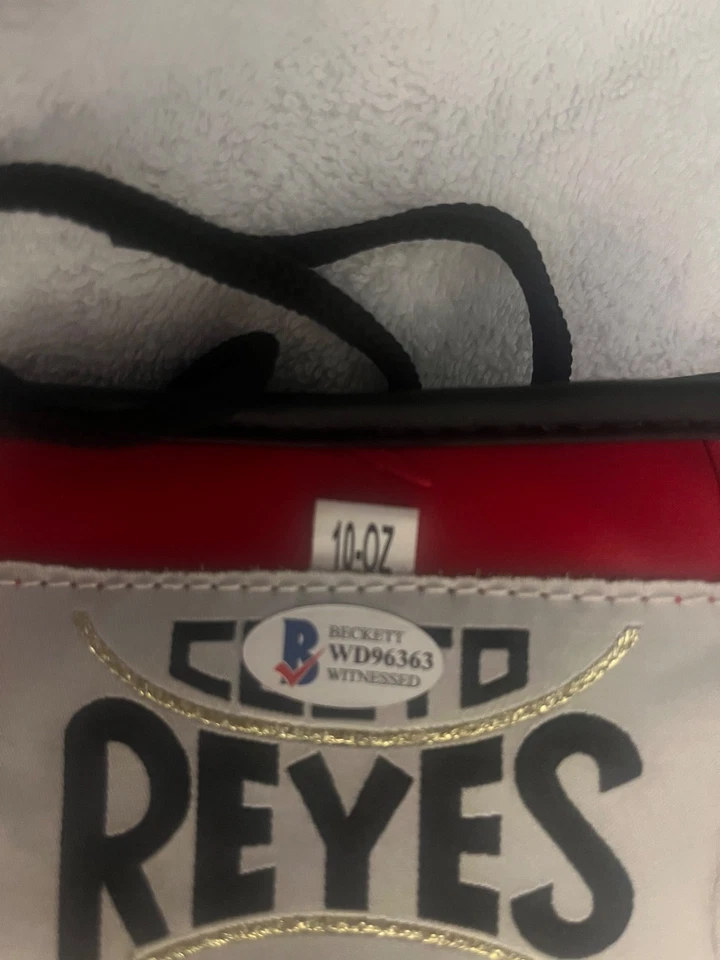 10-OZ
BECKETT
WD96363
WITNESSED
REYES